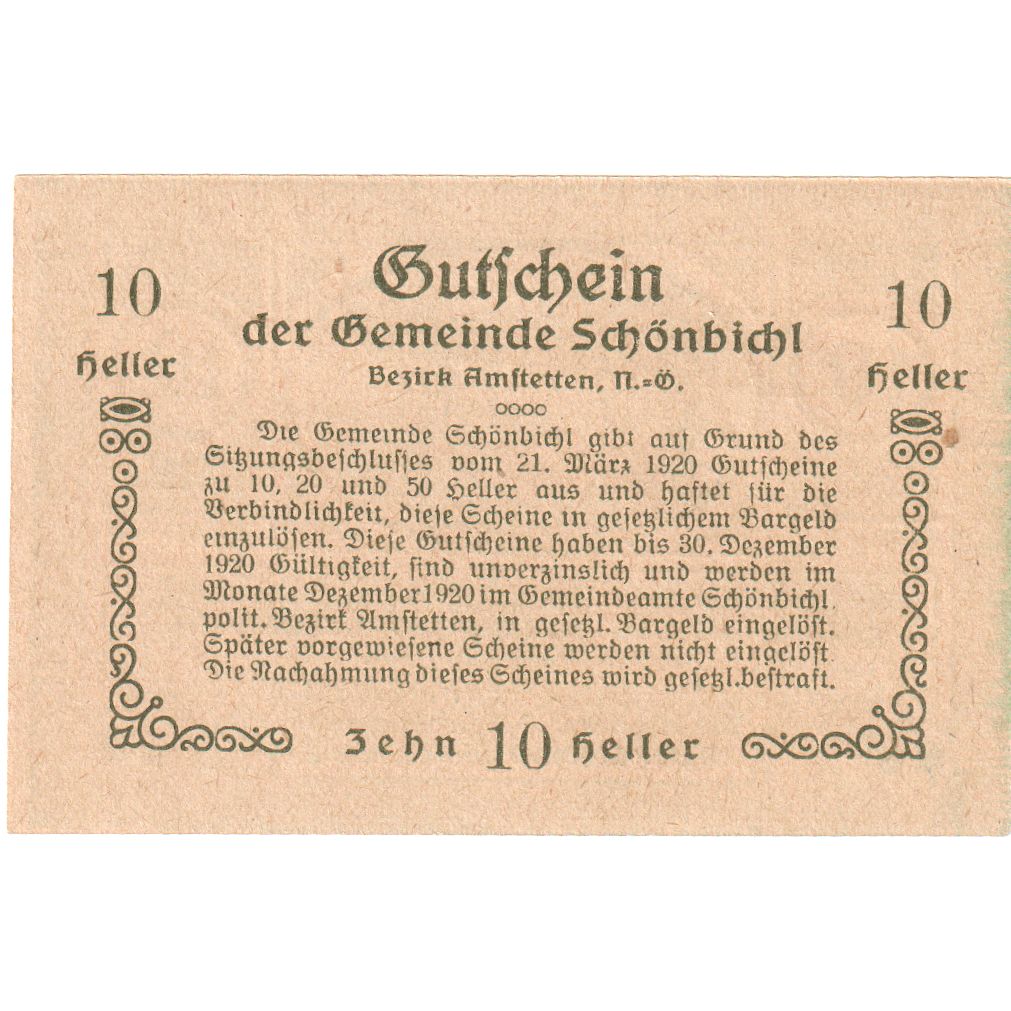 Gutschein
10 10
der Gemeinde Schönbichl
Heller Heller
Bezirk Amstetten, N.=Ö.
Die Gemeinde Schönbichl gibt auf Grund des
Sitzungsbeschlusses vom 21. März 1920 Gutscheine
zu 10, 20 und 50 Heller aus und haftet für die
Verbindlichkeit, diese Scheine in gesetzlichem Bargeld
einzulösen. Diese Gutscheine haben bis 30. Dezember
1920 Gültigkeit, sind unverzinslich und werden im
Monate Dezember 1920 im Gemeindeamte Schönbichl
polit. Bezirk Amstetten, in gesetzl. Bargeld eingelöst.
Später vorgewiesene Scheine werden nicht eingelöst
Die Nachahmung dieses Scheines wird gesetzl. bestraft.
Zehn 10 Heller